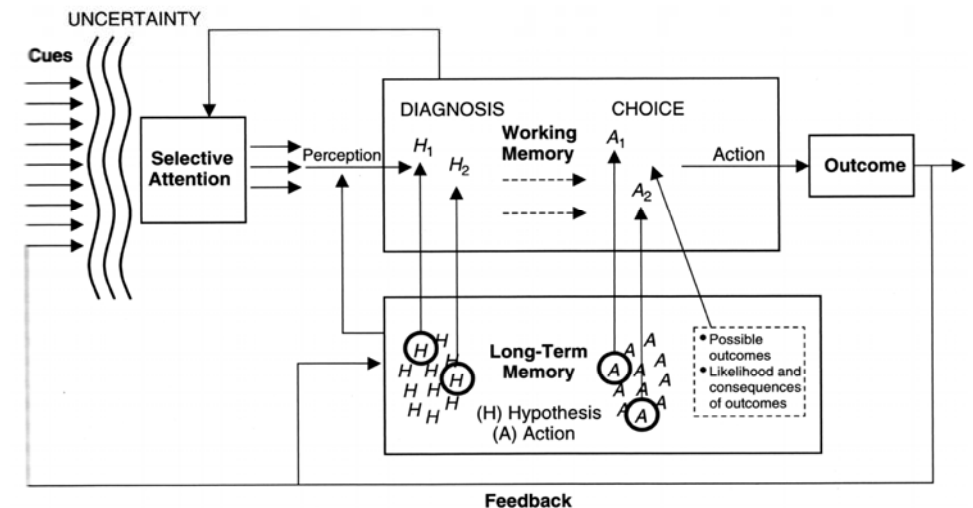 UNCERTAINTY
Cues
Selective
Attention
Perception
DIAGNOSIS
H1
H2
Working
Memory
CHOICE
A1
A2
Action
Outcome
H
H
H
H
H
H
H
H
H
H
H
H
Long-Term
Memory
(H) Hypothesis
(A) Action
A
A
A
A
A
A
A
A
A
A
A
• Possible
outcomes
• Likelihood and
consequences
of outcomes
Feedback